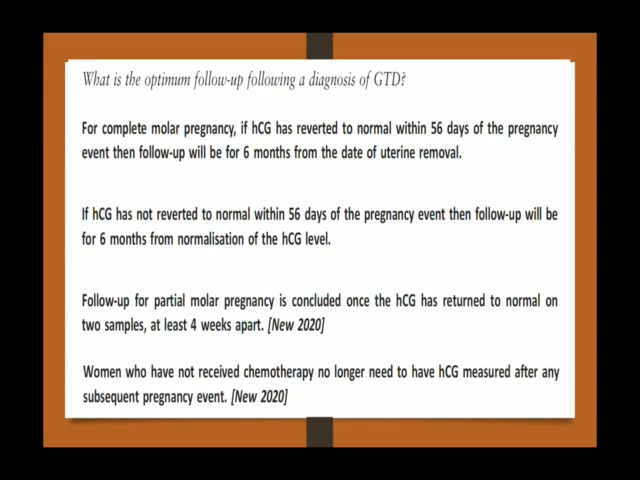 What is the optimum follow-up following a diagnosis of GTD?
For complete molar pregnancy, if hCG has reverted to normal within 56 days of the pregnancy
event then follow-up will be for 6 months from the date of uterine removal.
If hCG has not reverted to normal within 56 days of the pregnancy event then follow-up will be
for 6 months from normalisation of the hCG level.
Follow-up for partial molar pregnancy is concluded once the hCG has returned to normal on
two samples, at least 4 weeks apart. [New 2020]
Women who have not received chemotherapy no longer need to have hCG measured after any
subsequent pregnancy event. [New 2020]